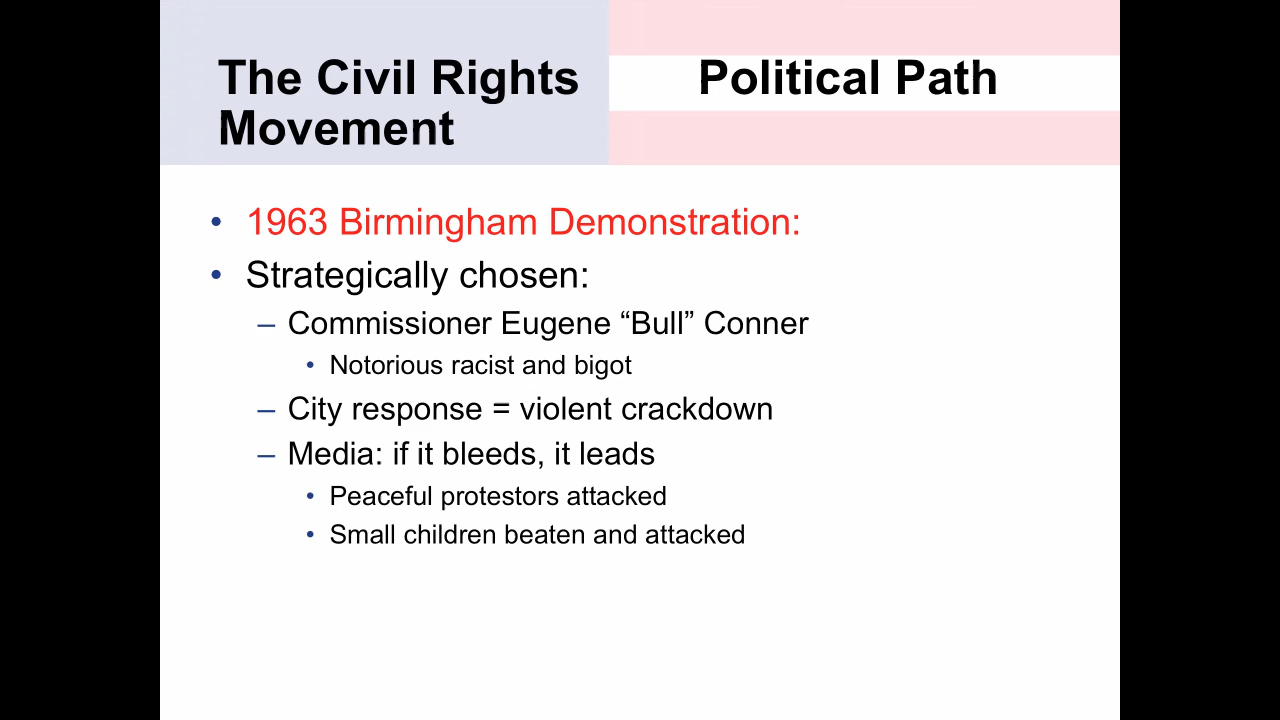 The Civil Rights
Movement
Political Path
• 1963 Birmingham Demonstration:
• Strategically chosen:
– Commissioner Eugene “Bull” Conner
• Notorious racist and bigot
– City response = violent crackdown
– Media: if it bleeds, it leads
• Peaceful protestors attacked
• Small children beaten and attacked